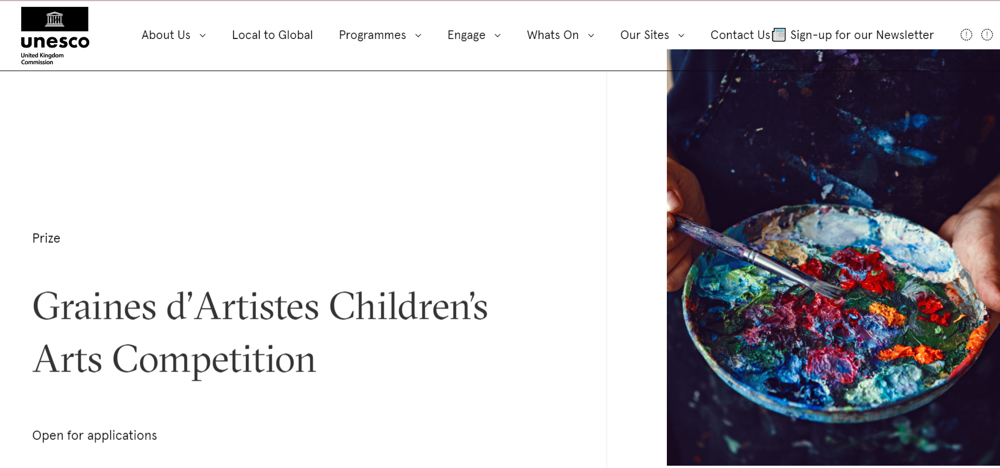 unesco
United Kingdom
Commission
About Us Local to Global Programmes Engage Whats On Our Sites Contact Us Sign-up for our Newsletter
Prize
Graines d’Artistes Children’s
Arts Competition
Open for applications